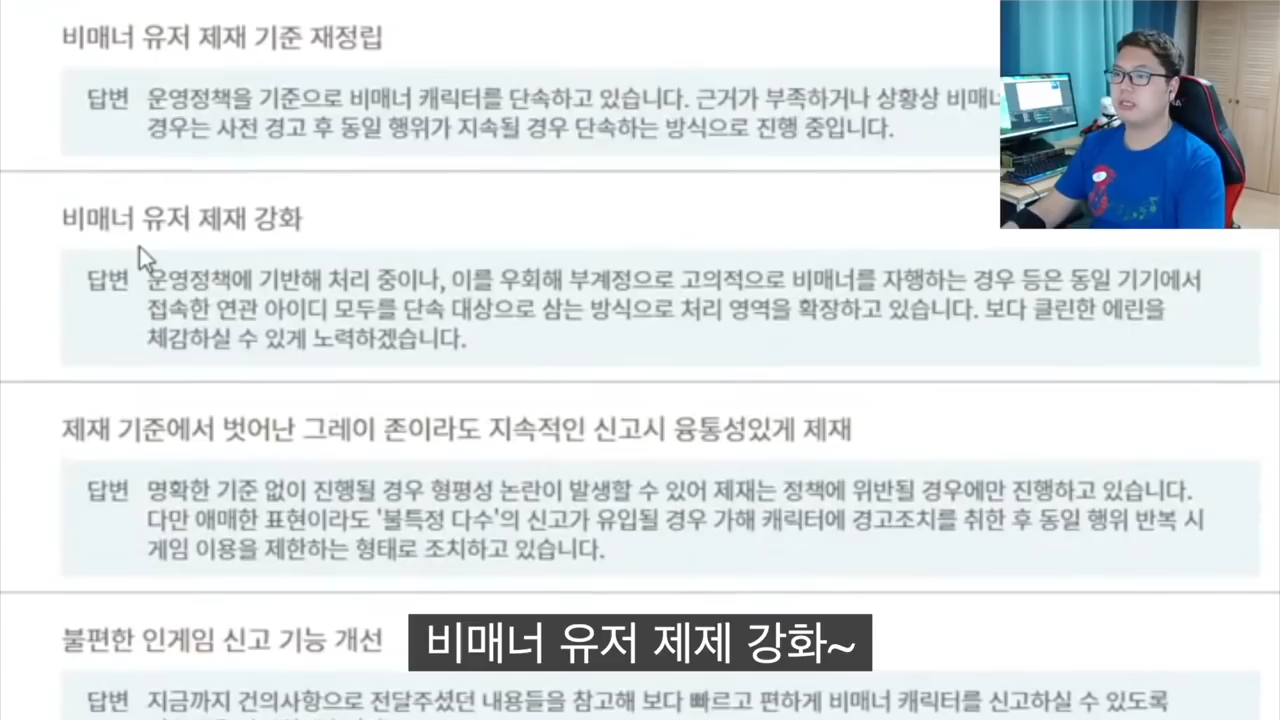 비매너 유저 제재 기준 재정립
답변 운영정책을 기준으로 비매너 캐릭터를 단속하고 있습니다. 근거가 부족하거나 상황상 비매너
경우는 사전 경고 후 동일 행위가 지속될 경우 단속하는 방식으로 진행 중입니다.
비매너 유저 제재 강화
답변 운영정책에 기반해 처리 중이나, 이를 우회해 부계정으로 고의적으로 비매너를 자행하는 경우 등은 동일 기기에서
접속한 연관 아이디 모두를 단속 대상으로 삼는 방식으로 처리 영역을 확장하고 있습니다. 보다 클린한 에린을
체감하실 수 있게 노력하겠습니다.
제재 기준에서 벗어난 그레이 존이라도 지속적인 신고시 융통성있게 제재
답변 명확한 기준 없이 진행될 경우 형평성 논란이 발생할 수 있어 제재는 정책에 위반될 경우에만 진행하고 있습니다.
다만 애매한 표현이라도 '불특정 다수'의 신고가 유입될 경우 가해 캐릭터에 경고조치를 취한 후 동일 행위 반복 시
게임 이용을 제한하는 형태로 조치하고 있습니다.
불편한 인게임 신고 기능 개선
비매너 유저 제제 강화~
답변 지금까지 건의사항으로 전달주셨던 내용들을 참고해 보다 빠르고 편하게 비매너 캐릭터를 신고하실 수 있도록